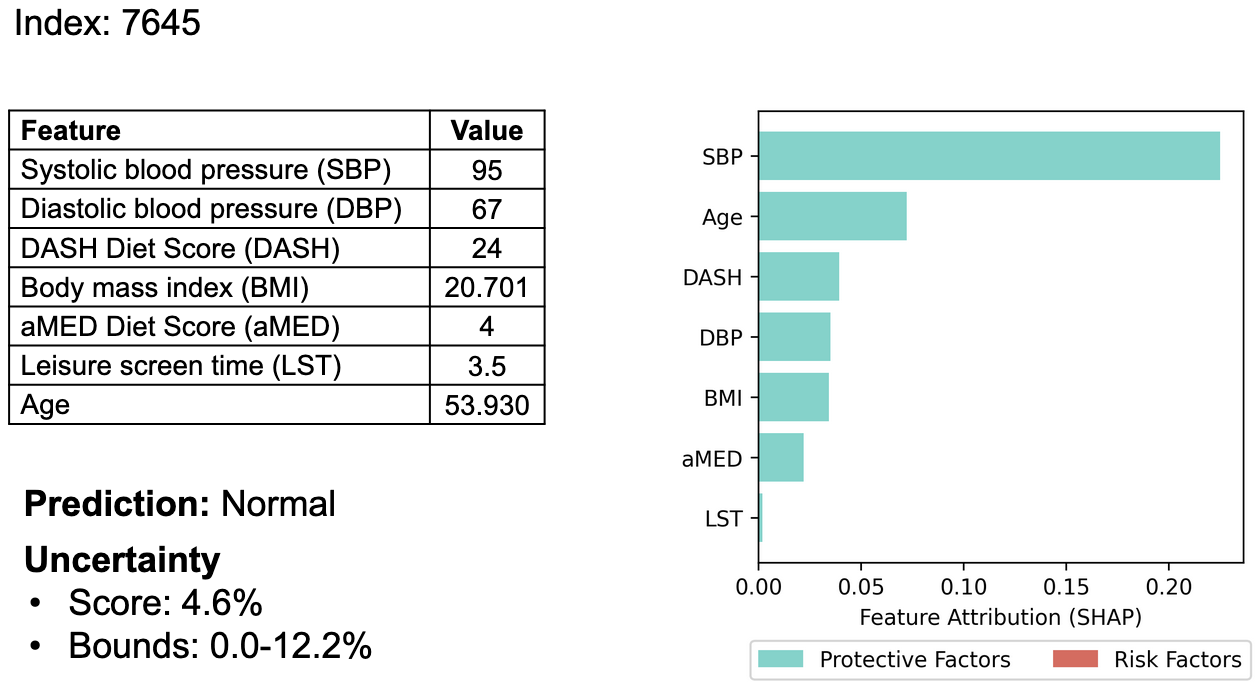 Index: 7645
Feature Value
Systolic blood pressure (SBP) 95
Diastolic blood pressure (DBP) 67
DASH Diet Score (DASH) 24
Body mass index (BMI) 20.701
aMED Diet Score (aMED) 4
Leisure screen time (LST) 3.5
Age 53.930
Prediction: Normal
Uncertainty
• Score: 4.6%
• Bounds: 0.0-12.2%
SBP
Age
DASH
DBP
BMI
aMED
LST
0.00 0.05 0.10 0.15 0.20
Feature Attribution (SHAP)
Protective Factors Risk Factors